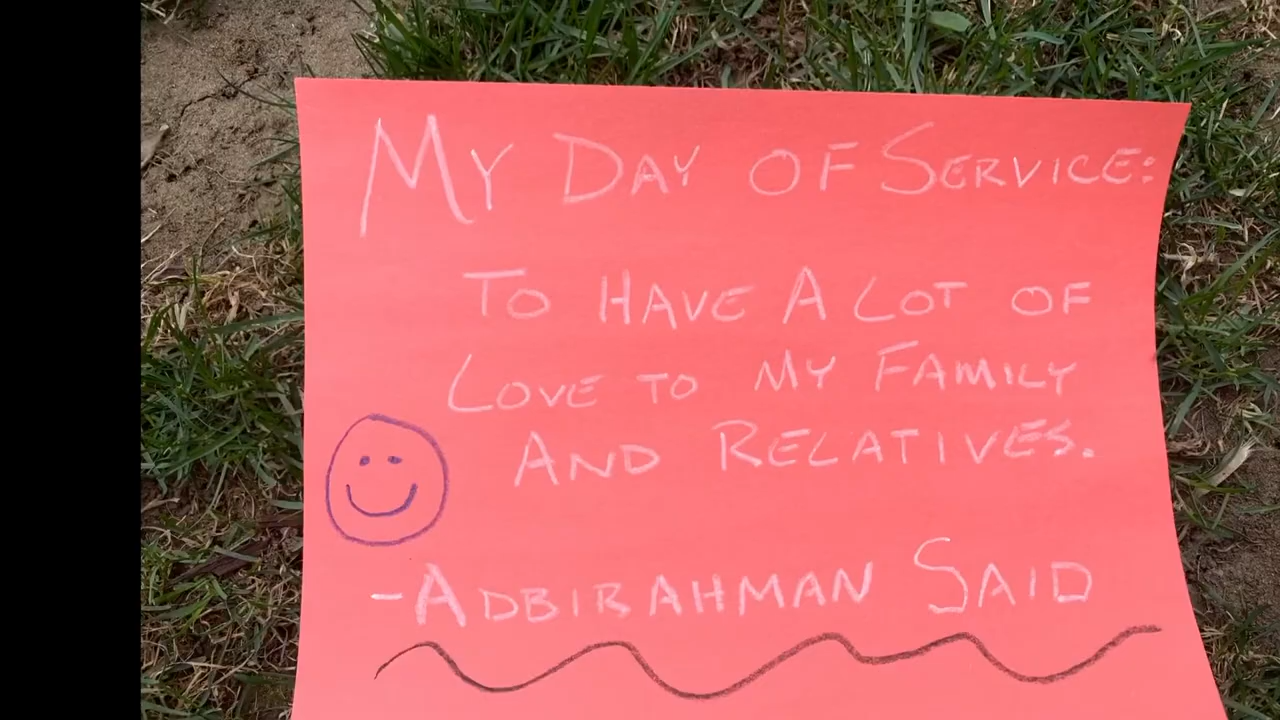 MY DAY OF SERVICE:
TO HAVE A LOT OF
LOVE TO MY FAMILY
AND RELATIVES.
-ADBIRAHMAN SAID